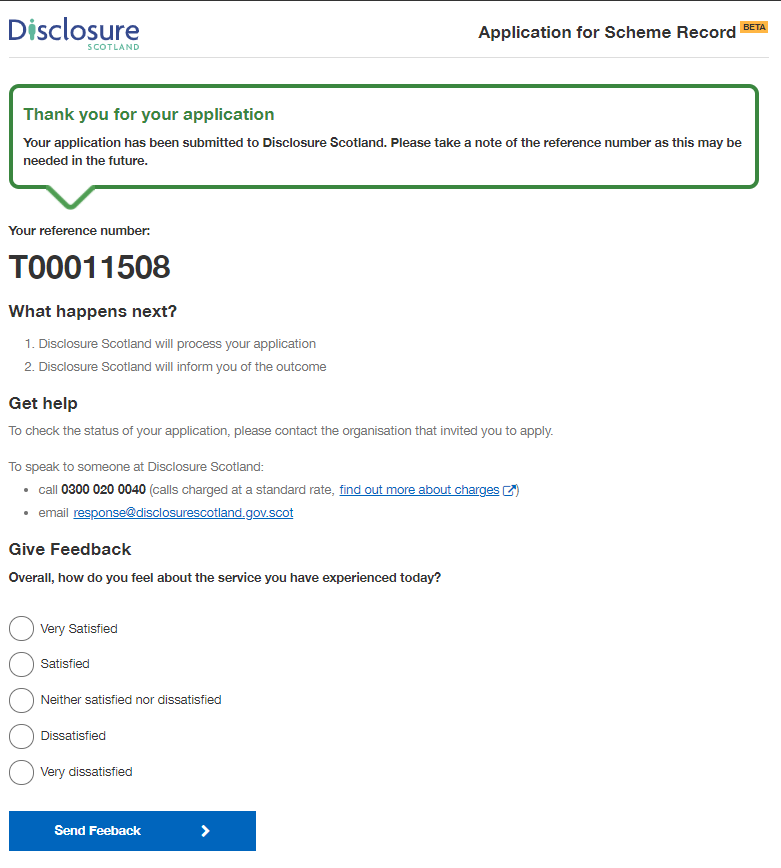 Disclosure
SCOTLAND
Application for Scheme Record BETA
Thank you for your application
Your application has been submitted to Disclosure Scotland. Please take a note of the reference number as this may be
needed in the future.
Your reference number:
T00011508
What happens next?
1. Disclosure Scotland will process your application
2. Disclosure Scotland will inform you of the outcome
Get help
To check the status of your application, please contact the organisation that invited you to apply.
To speak to someone at Disclosure Scotland:
• call 0300 020 0040 (calls charged at a standard rate, find out more about charges)
• email response@disclosurescotland.gov.scot
Give Feedback
Overall, how do you feel about the service you have experienced today?
Very Satisfied
Satisfied
Neither satisfied nor dissatisfied
Dissatisfied
Very dissatisfied
Send Feeback